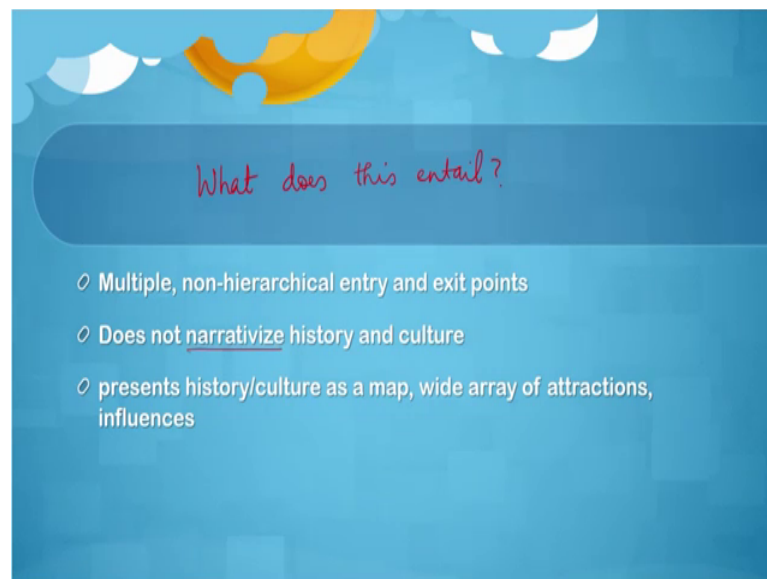 What does this entail?
Multiple, non-hierarchical entry and exit points
Does not narrativize history and culture
presents history/culture as a map, wide array of attractions,
influences